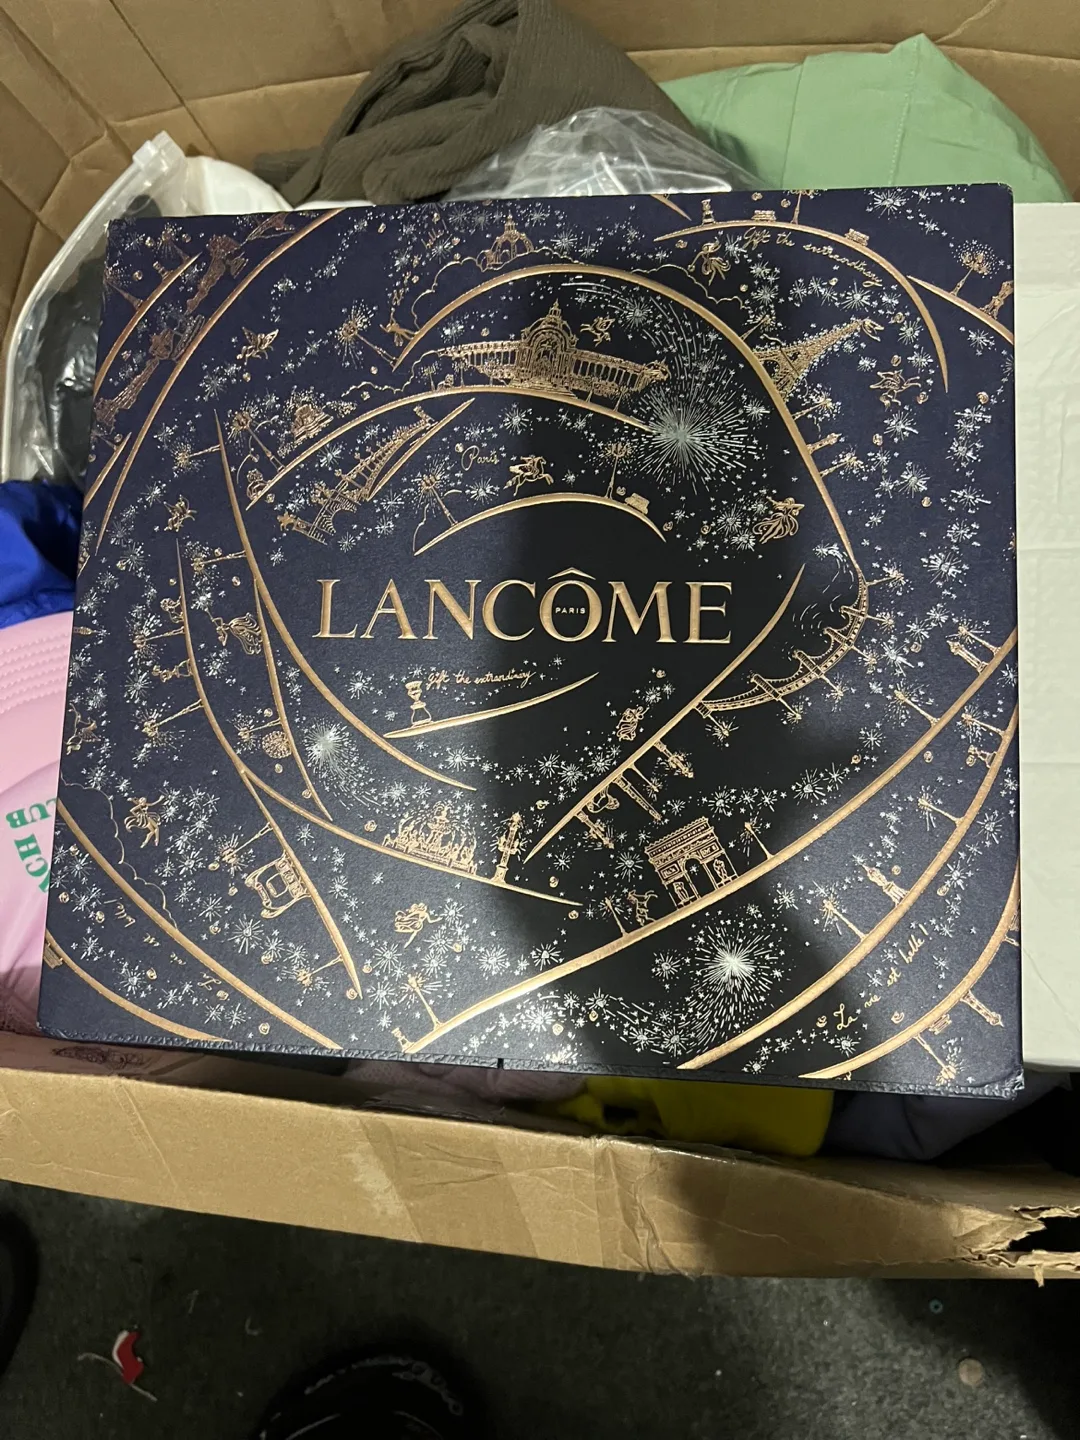 Gift the extraordinary
Paris
LANCÔME
PARIS
Gift the extraordinary
La vie est belle!